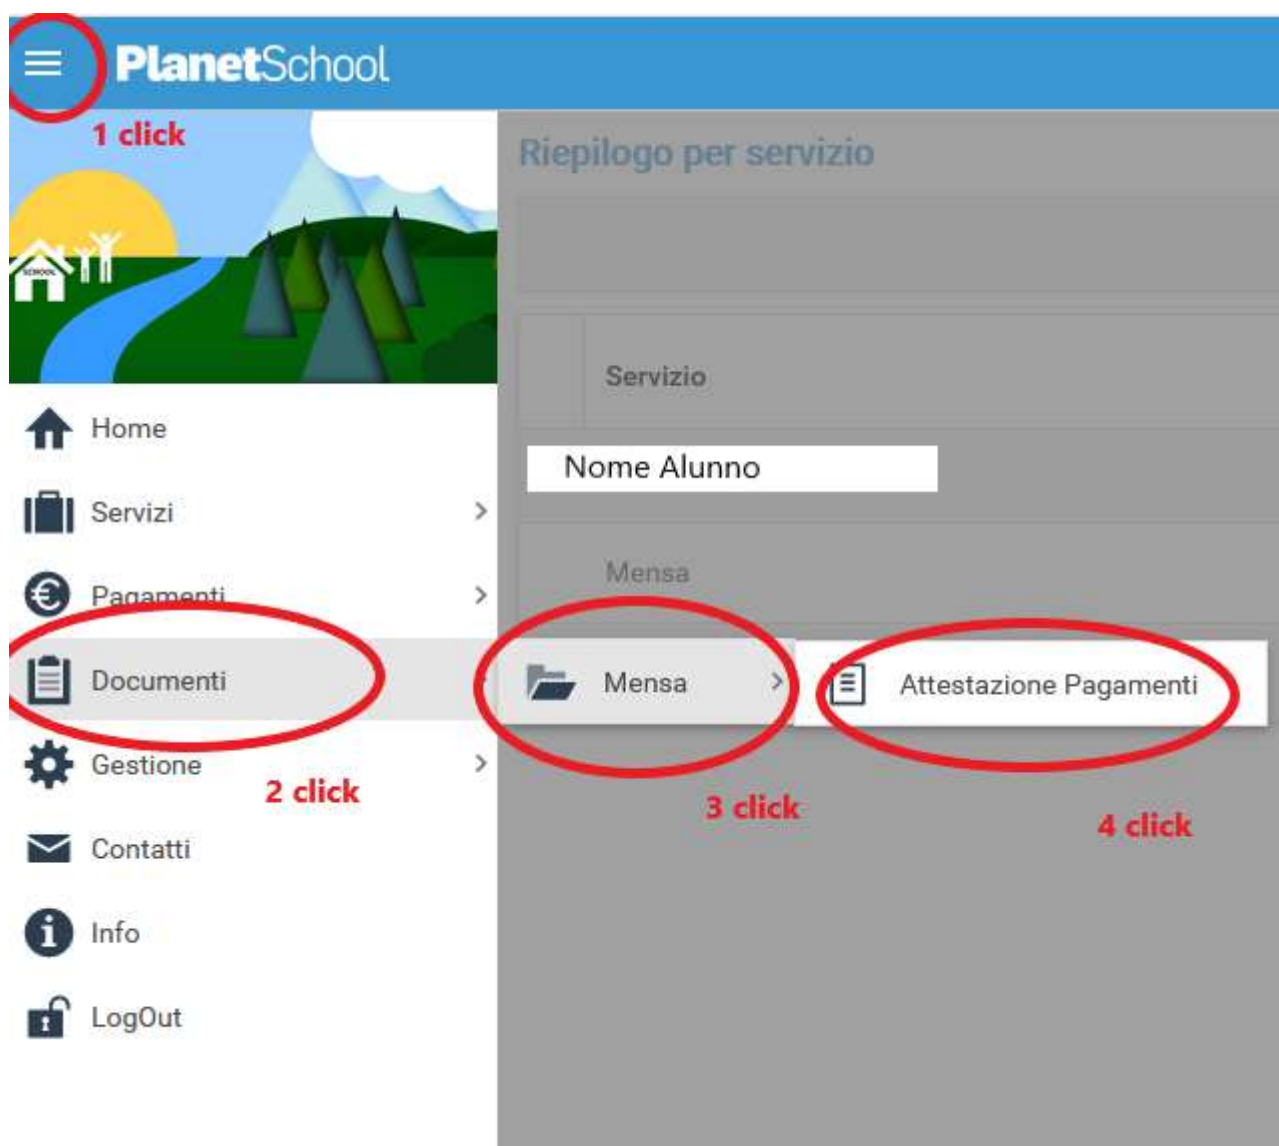 PlanetSchool
1 click
Riepilogo per servizio
SCHOOL
Servizio
Home
Nome Alunno
Servizi
Mensa
Pagamenti
Documenti
Mensa
Attestazione Pagamenti
Gestione
2 click
3 click
4 click
Contatti
Info
LogOut